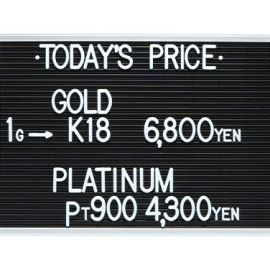 ·TODAY'S PRICE·
GOLD
1G→ K18 6,800YEN
PLATINUM
PT900 4,300YEN